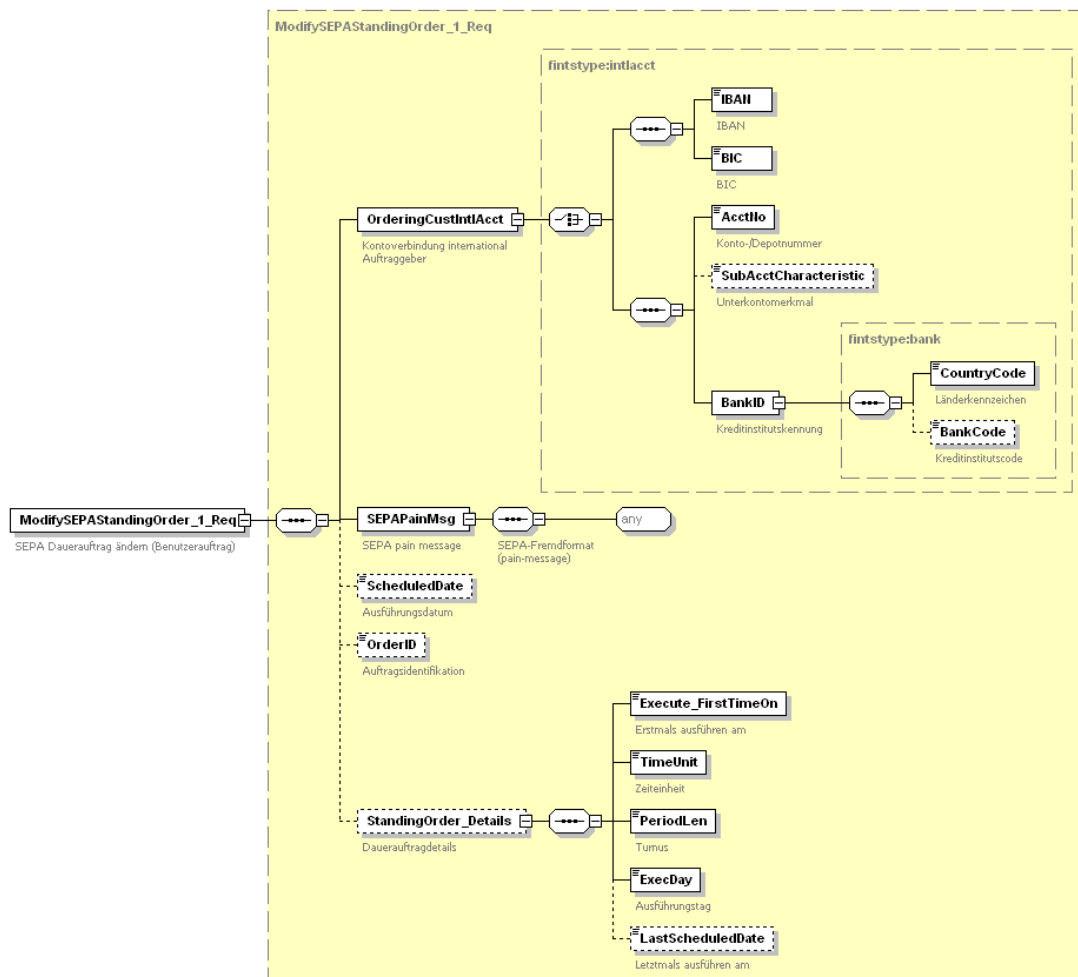 ModifySEPAStandingOrder_1_Req
fintstype:intlacct
IBAN
IBAN
BIC
BIC
OrderingCustIntlAcct
Kontoverbindung international
Auftraggeber
AcctNo
Konto-/Depotnummer
SubAcctCharacteristic
Unterkontomerkmal
fintstype:bank
CountryCode
Länderkennzeichen
BankID
Kreditinstitutskennung
BankCode
Kreditinstitutscode
ModifySEPAStandingOrder_1_Req
SEPA Dauerauftrag ändern (Benutzerauftrag)
SEPAPainMsg
SEPA pain message
SEPA-Fremdformat
(pain-message)
any
ScheduledDate
Ausführungsdatum
OrderID
Auftragsidentifikation
StandingOrder_Details
Dauerauftragdetails
Execute_FirstTimeOn
Erstmals ausführen am
TimeUnit
Zeiteinheit
PeriodLen
Turnus
ExecDay
Ausführungstag
LastScheduledDate
Letztmals ausführen am